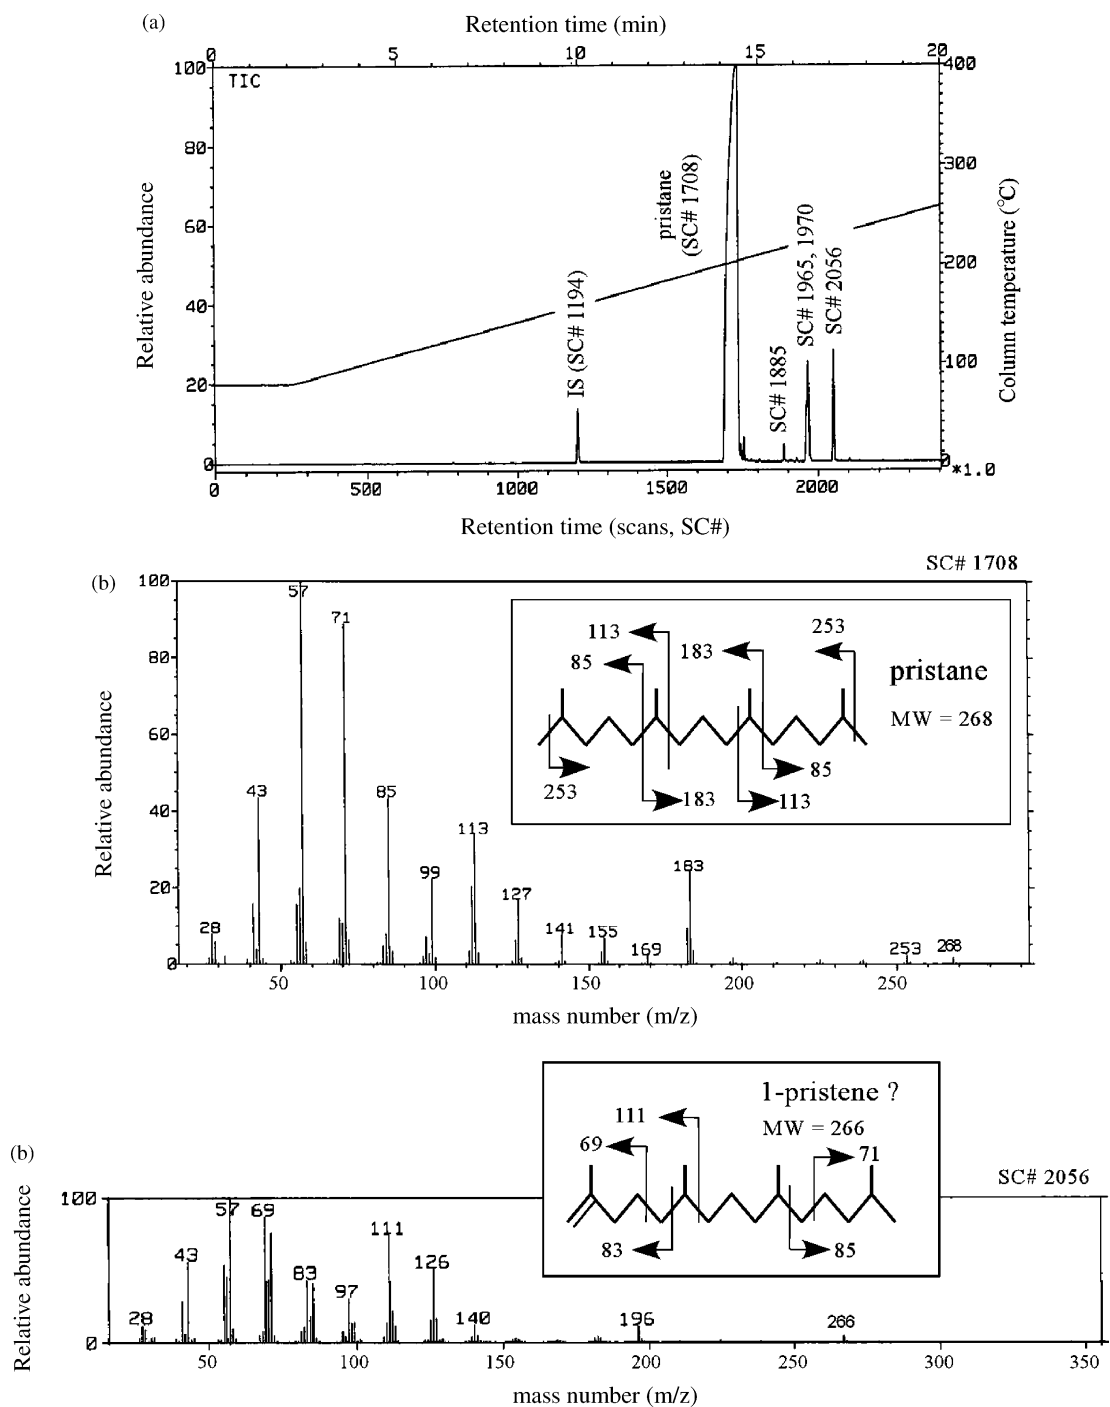 (a)
Retention time (min)
0 5 10 15 20
100 TIC 400
80
60
40
20
0
300
200
100
0
*1.0
Relative abundance
Column temperature (°C)
IS (SC# 1194)
pristane
(SC# 1708)
SC# 1885
SC# 1965, 1970
SC# 2056
0 500 1000 1500 2000
Retention time (scans, SC#)
(b)
SC# 1708
100
80
60
40
20
0
Relative abundance
28 43 57 71 85 99 113 127 141 155 169 183 253 268
113
85
183
253
pristane
MW = 268
253
183
113
85
50 100 150 200 250
mass number (m/z)
(b)
SC# 2056
100
0
Relative abundance
28 43 57 69 83 97 111 126 140 196 266
1-pristene ?
MW = 266
111
69
71
83
85
50 100 150 200 250 300 350
mass number (m/z)